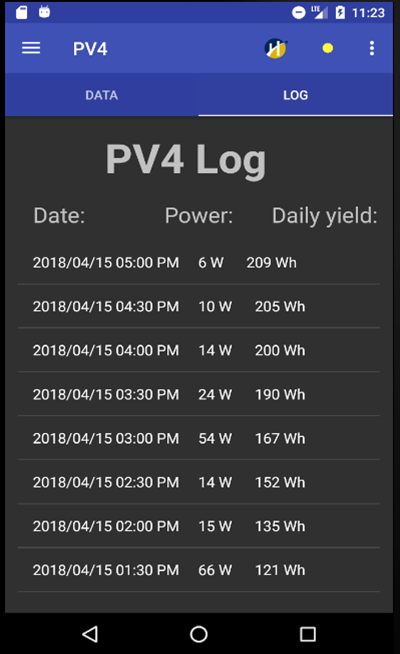 LTE 11:23
PV4
DATA LOG
PV4 Log
Date: Power: Daily yield:
2018/04/15 05:00 PM 6 W 209 Wh
2018/04/15 04:30 PM 10 W 205 Wh
2018/04/15 04:00 PM 14 W 200 Wh
2018/04/15 03:30 PM 24 W 190 Wh
2018/04/15 03:00 PM 54 W 167 Wh
2018/04/15 02:30 PM 14 W 152 Wh
2018/04/15 02:00 PM 15 W 135 Wh
2018/04/15 01:30 PM 66 W 121 Wh